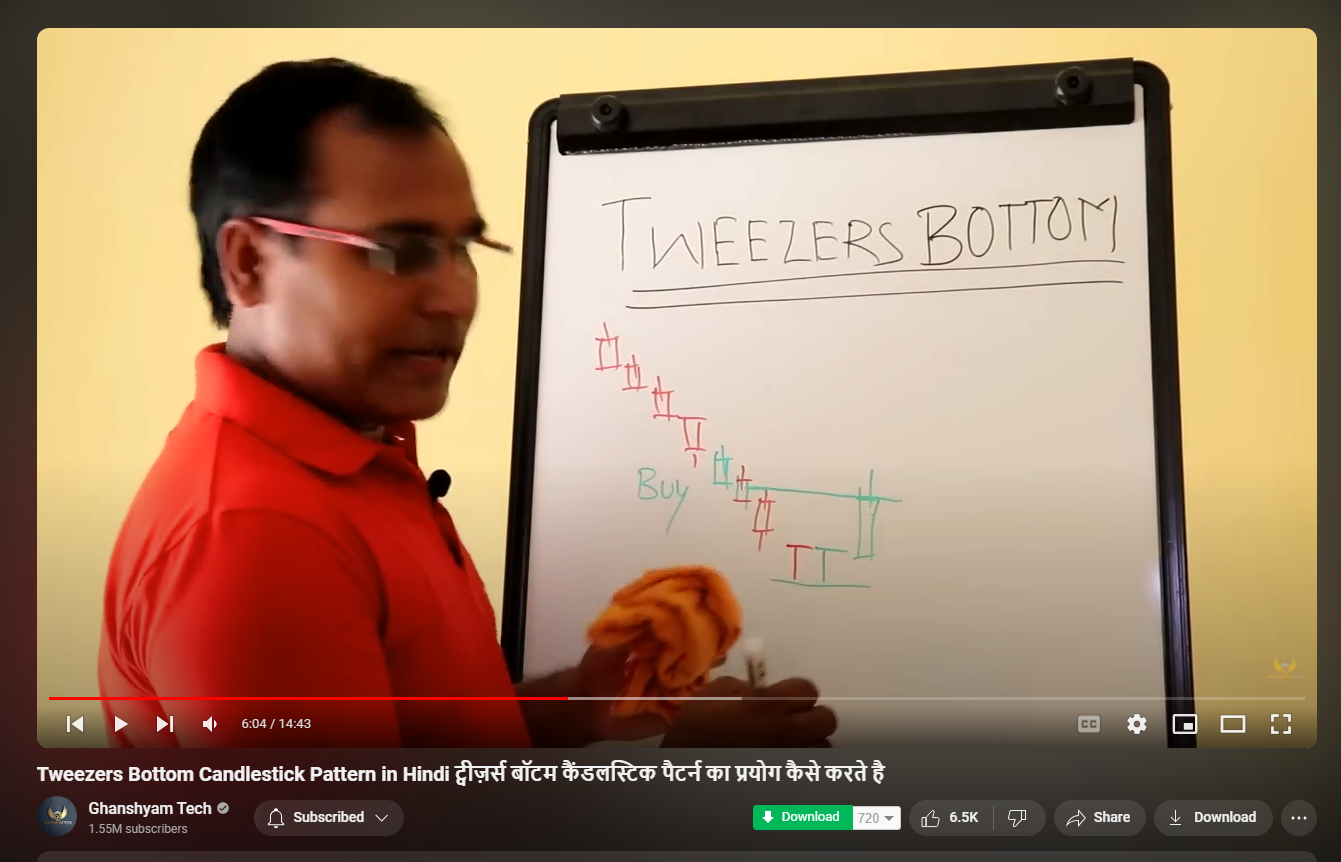 TWEEZERS BOTTOM
Buy
6:04 / 14:43
CC
Tweezers Bottom Candlestick Pattern in Hindi ट्वीज़र्स बॉटम कैंडलस्टिक पैटर्न का प्रयोग कैसे करते है
Ghanshyam Tech
1.55M subscribers
Subscribed
Download
720
6.5K
Share
Download